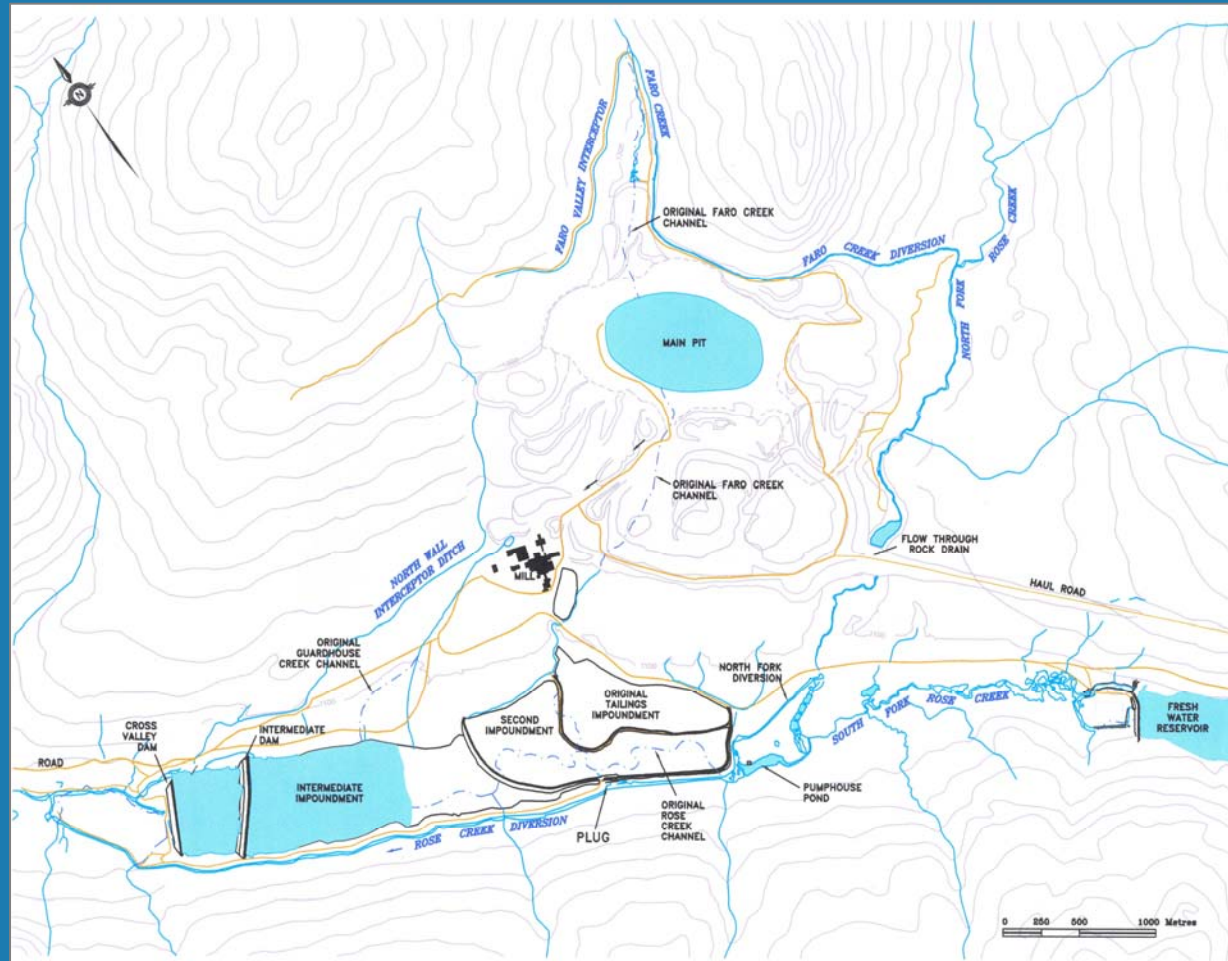 N
FARO CREEK
FARO VALLEY INTERCEPTOR
ORIGINAL FARO CREEK
CHANNEL
FARO CREEK DIVERSION
NORTH FORK
ROSE CREEK
MAIN PIT
ORIGINAL FARO CREEK
CHANNEL
FLOW THROUGH
ROCK DRAIN
HAUL ROAD
MILL
NORTH WALL
INTERCEPTOR DITCH
ORIGINAL
GUARDHOUSE
CREEK CHANNEL
1100
1100
1100
NORTH FORK
DIVERSION
ORIGINAL
TAILINGS
IMPOUNDMENT
SECOND
IMPOUNDMENT
SOUTH FORK ROSE CREEK
FRESH
WATER
RESERVOIR
CROSS
VALLEY
DAM
INTERMEDIATE
DAM
ROAD
INTERMEDIATE
IMPOUNDMENT
PUMPHOUSE
POND
ORIGINAL
ROSE
CREEK
CHANNEL
PLUG
ROSE CREEK DIVERSION
0 250 500 1000 Metres